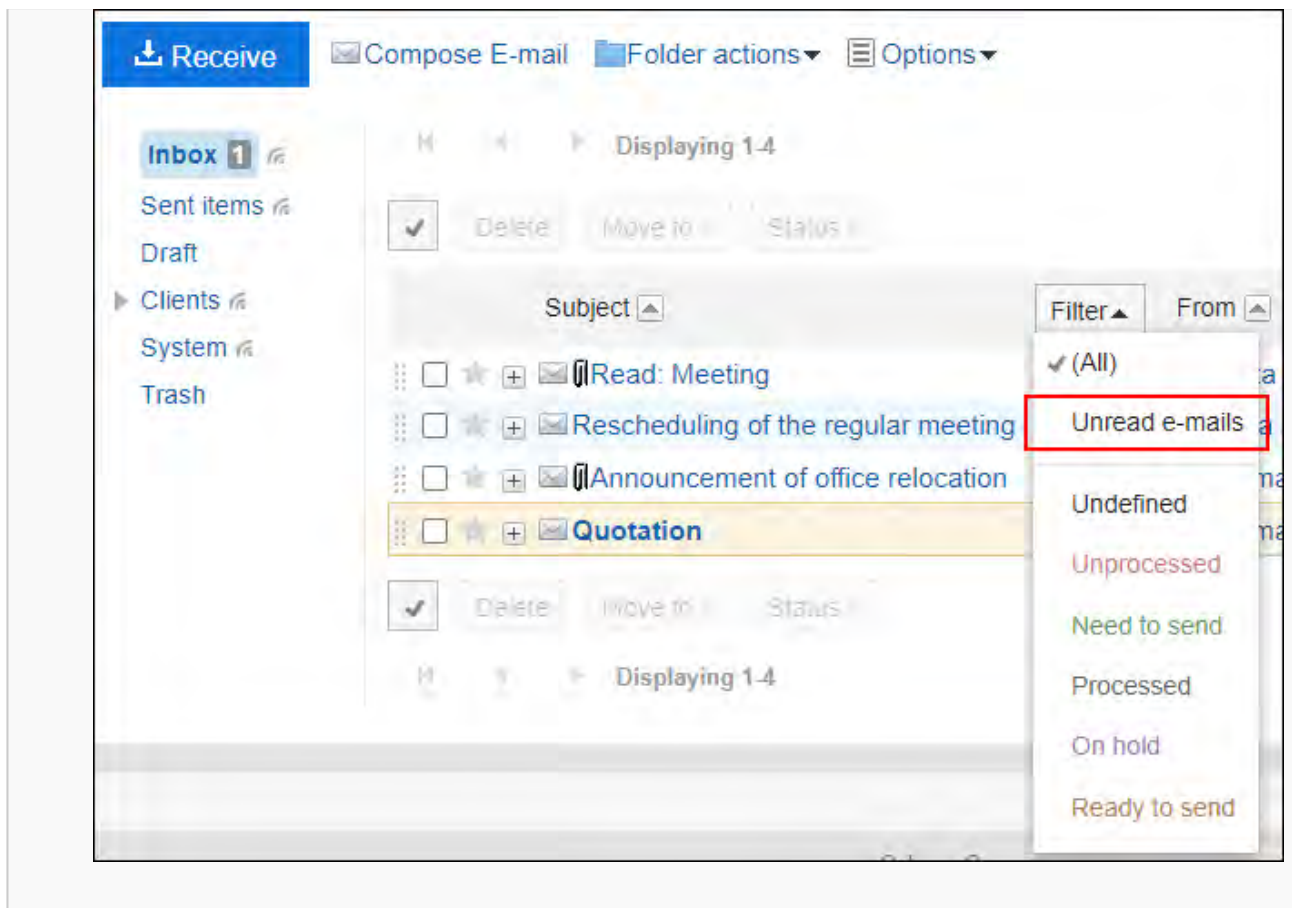 Receive Compose E-mail Folder actions Options
Inbox 1
Sent items
Draft
Clients
System
Trash
Displaying 1-4
Delete Move to Status
Subject Filter From
Read: Meeting
Rescheduling of the regular meeting
Announcement of office relocation
Quotation
(All)
Unread e-mails
Undefined
Unprocessed
Need to send
Processed
On hold
Ready to send
Delete Move to Status
Displaying 1-4